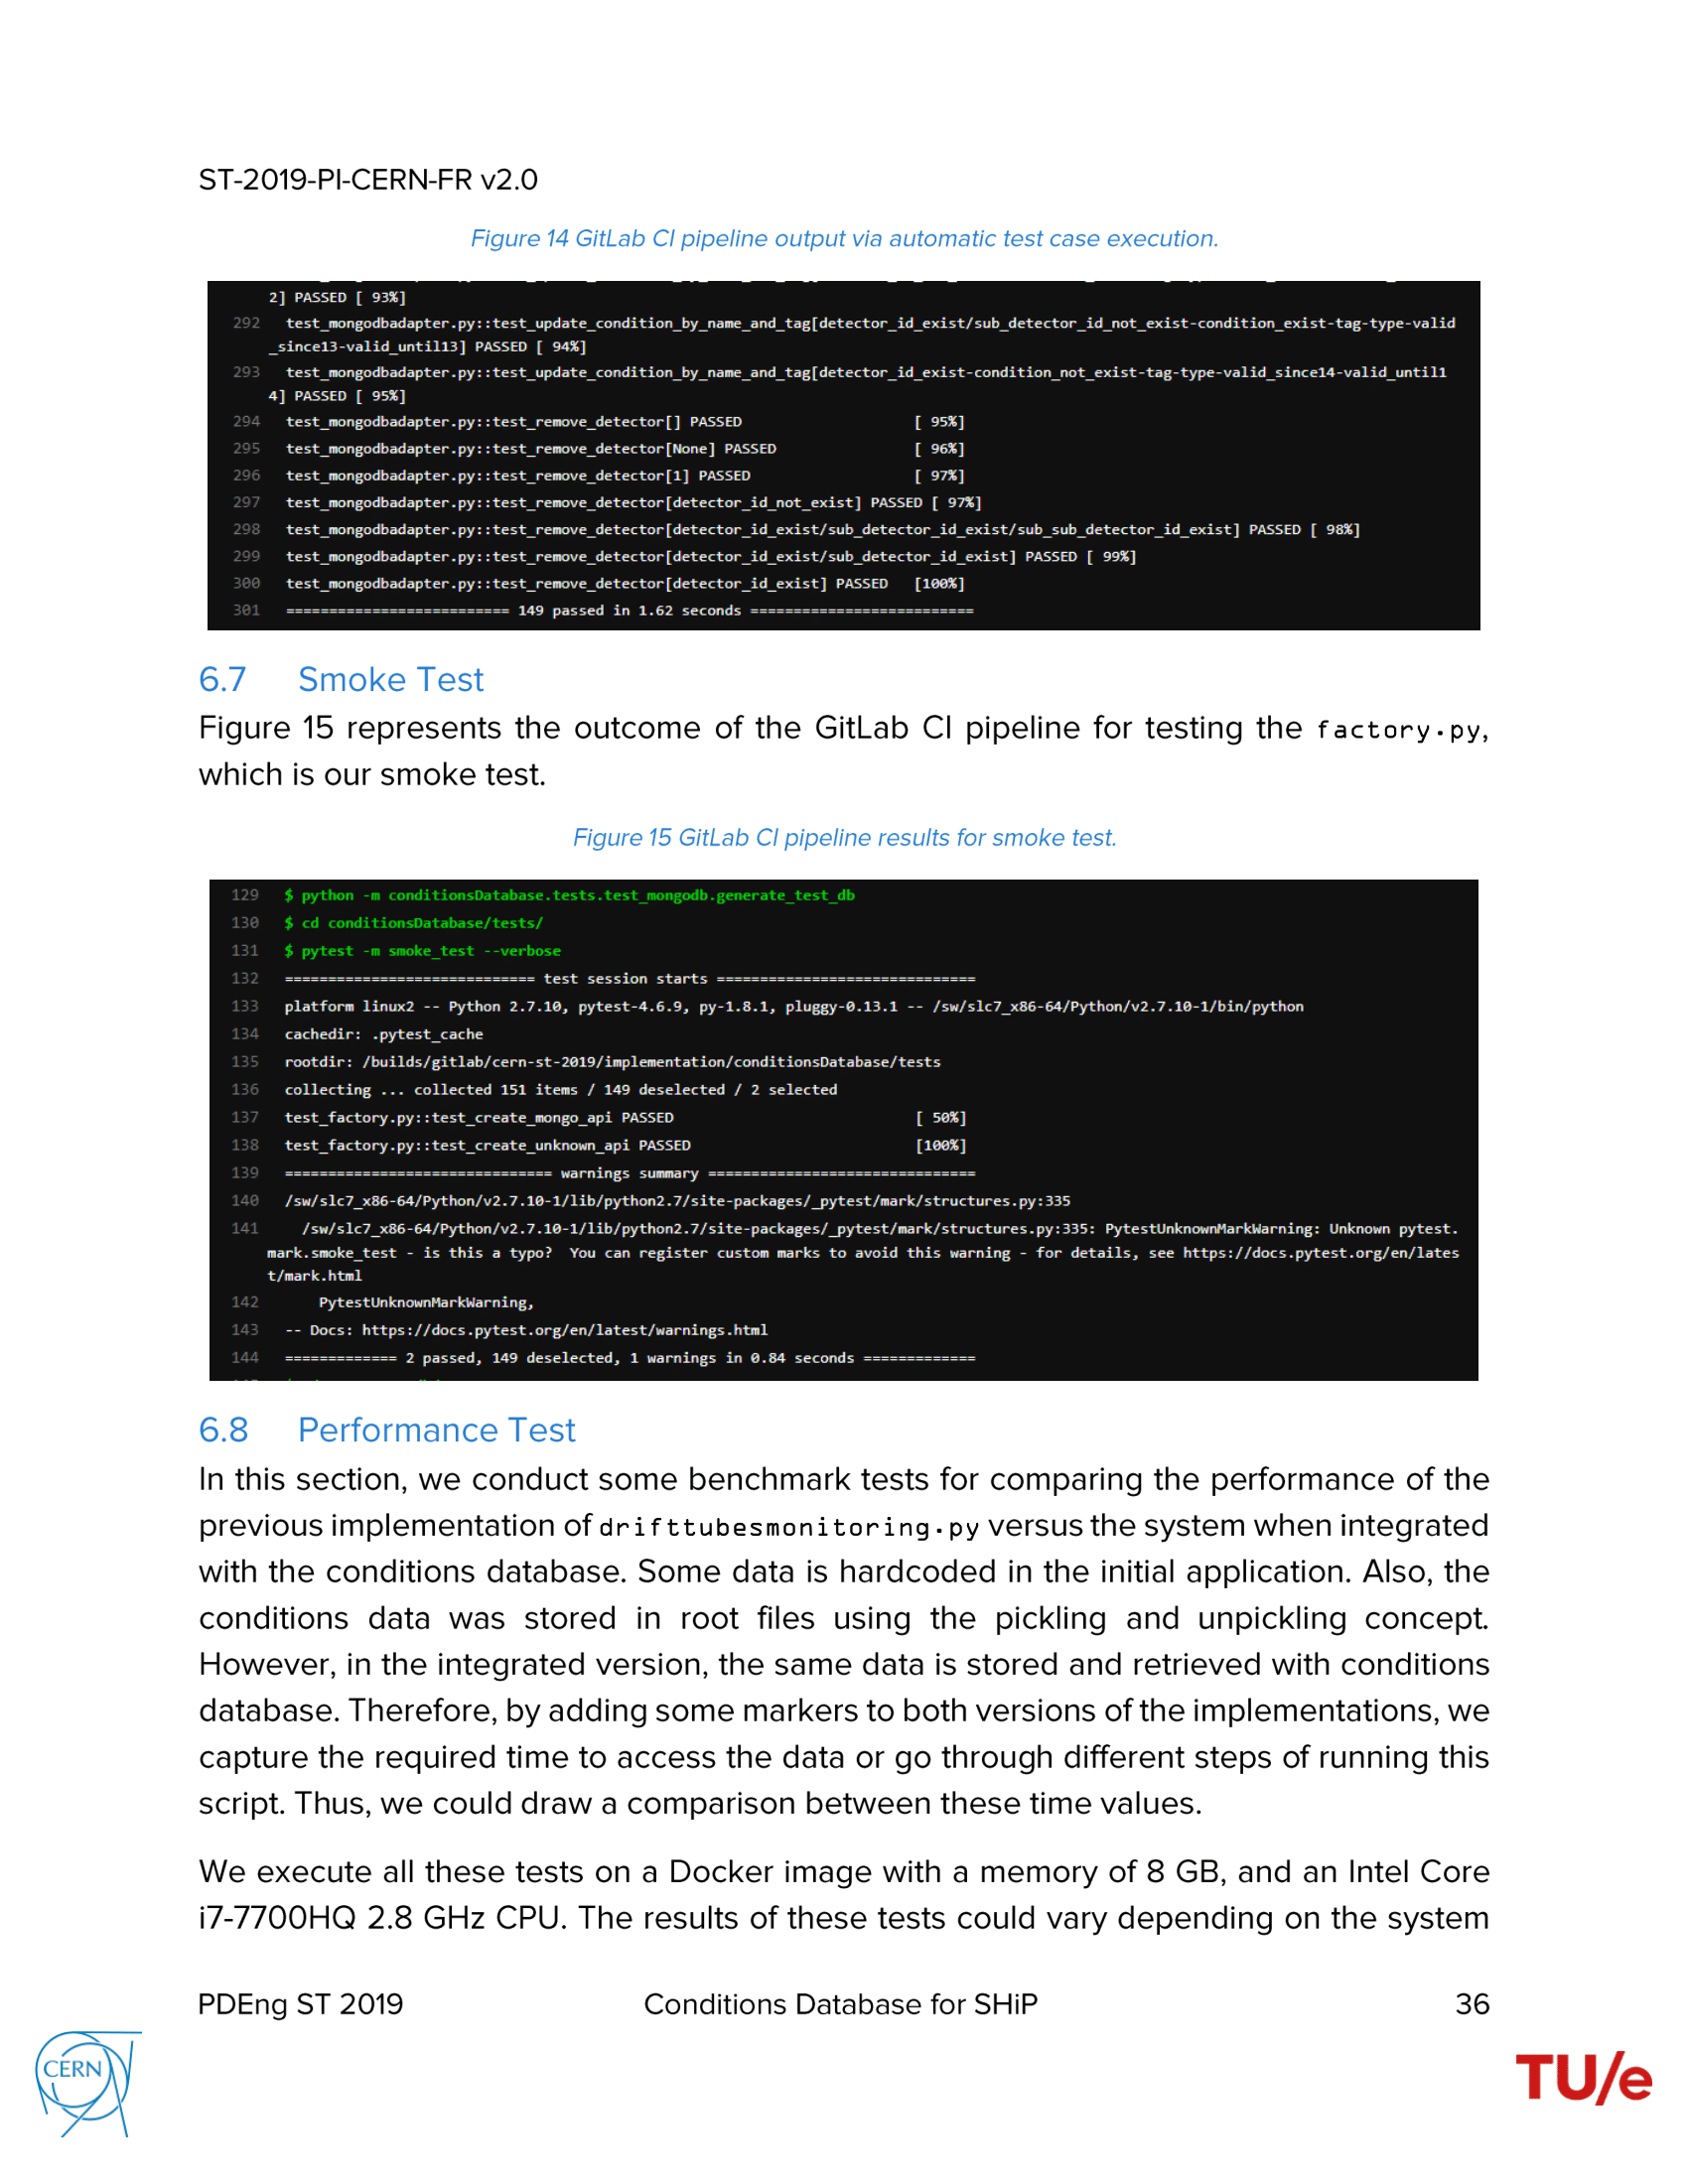 ST-2019-PI-CERN-FR v2.0
Figure 14 GitLab CI pipeline output via automatic test case execution.
2] PASSED [ 93%]
292 test_mongodbadapter.py::test_update_condition_by_name_and_tag[detector_id_exist/sub_detector_id_not_exist-condition_exist-tag-type-valid
_since13-valid_until13] PASSED [ 94%]
293 test_mongodbadapter.py::test_update_condition_by_name_and_tag[detector_id_exist-condition_not_exist-tag-type-valid_since14-valid_until1
4] PASSED [ 95%]
294 test_mongodbadapter.py::test_remove_detector[] PASSED [ 95%]
295 test_mongodbadapter.py::test_remove_detector[None] PASSED [ 96%]
296 test_mongodbadapter.py::test_remove_detector[1] PASSED [ 97%]
297 test_mongodbadapter.py::test_remove_detector[detector_id_not_exist] PASSED [ 97%]
298 test_mongodbadapter.py::test_remove_detector[detector_id_exist/sub_detector_id_exist/sub_sub_detector_id_exist] PASSED [ 98%]
299 test_mongodbadapter.py::test_remove_detector[detector_id_exist/sub_detector_id_exist] PASSED [ 99%]
300 test_mongodbadapter.py::test_remove_detector[detector_id_exist] PASSED [100%]
301 ========================== 149 passed in 1.62 seconds ==========================
6.7 Smoke Test
Figure 15 represents the outcome of the GitLab CI pipeline for testing the factory.py,
which is our smoke test.
Figure 15 GitLab CI pipeline results for smoke test.
129 $ python -m conditionsDatabase.tests.test_mongodb.generate_test_db
130 $ cd conditionsDatabase/tests/
131 $ pytest -m smoke_test --verbose
132 ============================= test session starts ==============================
133 platform linux2 -- Python 2.7.10, pytest-4.6.9, py-1.8.1, pluggy-0.13.1 -- /sw/slc7_x86-64/Python/v2.7.10-1/bin/python
134 cachedir: .pytest_cache
135 rootdir: /builds/gitlab/cern-st-2019/implementation/conditionsDatabase/tests
136 collecting ... collected 151 items / 149 deselected / 2 selected
137 test_factory.py::test_create_mongo_api PASSED [ 50%]
138 test_factory.py::test_create_unknown_api PASSED [100%]
139 =============================== warnings summary ===============================
140 /sw/slc7_x86-64/Python/v2.7.10-1/lib/python2.7/site-packages/_pytest/mark/structures.py:335
141 /sw/slc7_x86-64/Python/v2.7.10-1/lib/python2.7/site-packages/_pytest/mark/structures.py:335: PytestUnknownMarkWarning: Unknown pytest.
mark.smoke_test - is this a typo? You can register custom marks to avoid this warning - for details, see https://docs.pytest.org/en/lates
t/mark.html
142 PytestUnknownMarkWarning,
143 -- Docs: https://docs.pytest.org/en/latest/warnings.html
144 ============= 2 passed, 149 deselected, 1 warnings in 0.84 seconds =============
6.8 Performance Test
In this section, we conduct some benchmark tests for comparing the performance of the
previous implementation of drifttubesmonitoring.py versus the system when integrated
with the conditions database. Some data is hardcoded in the initial application. Also, the
conditions data was stored in root files using the pickling and unpickling concept.
However, in the integrated version, the same data is stored and retrieved with conditions
database. Therefore, by adding some markers to both versions of the implementations, we
capture the required time to access the data or go through different steps of running this
script. Thus, we could draw a comparison between these time values.
We execute all these tests on a Docker image with a memory of 8 GB, and an Intel Core
i7-7700HQ 2.8 GHz CPU. The results of these tests could vary depending on the system
PDEng ST 2019 Conditions Database for SHiP 36
CERN
TU/e